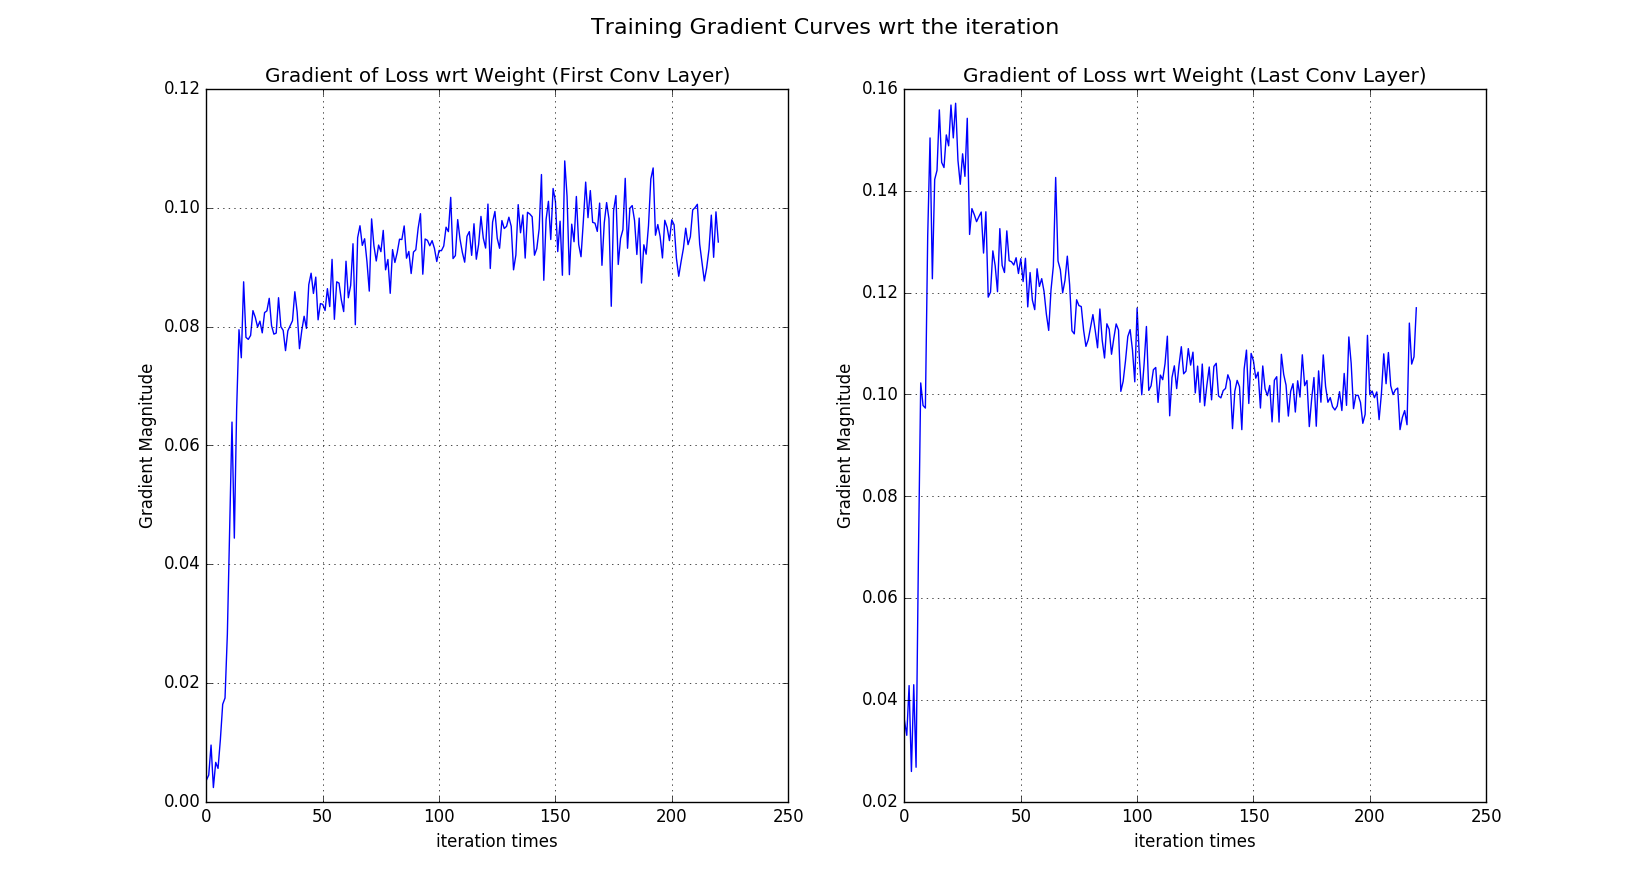 Training Gradient Curves wrt the iteration
Gradient of Loss wrt Weight (First Conv Layer)
0.12
0.10
0.08
0.06
0.04
0.02
0.00
Gradient Magnitude
0 50 100 150 200 250
iteration times
Gradient of Loss wrt Weight (Last Conv Layer)
0.16
0.14
0.12
0.10
0.08
0.06
0.04
0.02
Gradient Magnitude
0 50 100 150 200 250
iteration times